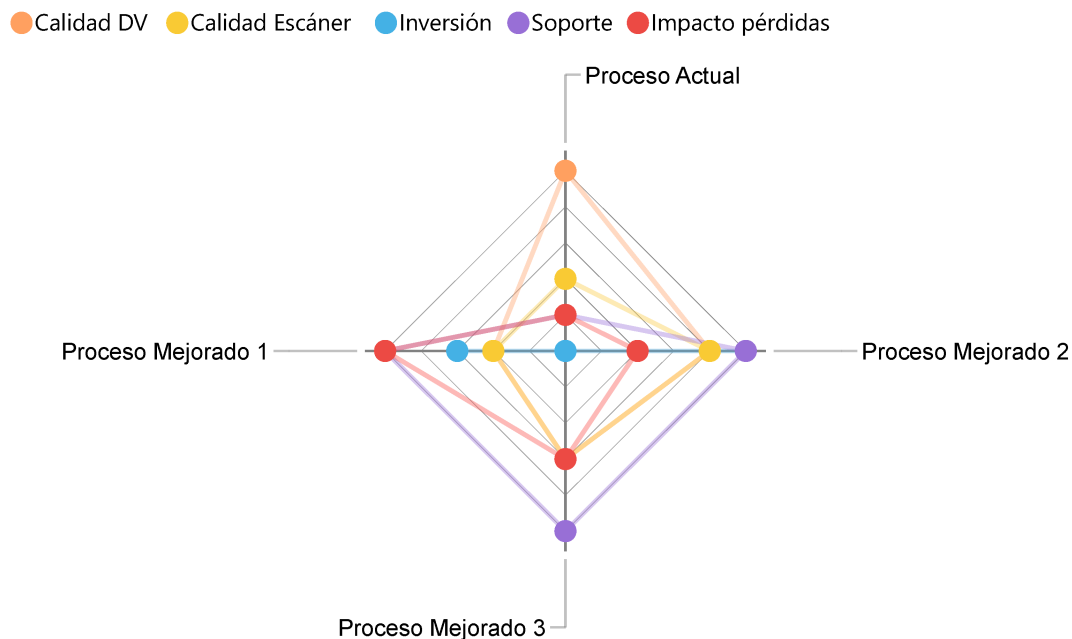 Calidad DV Calidad Escáner Inversión Soporte Impacto pérdidas
Proceso Actual
Proceso Mejorado 1
Proceso Mejorado 2
Proceso Mejorado 3